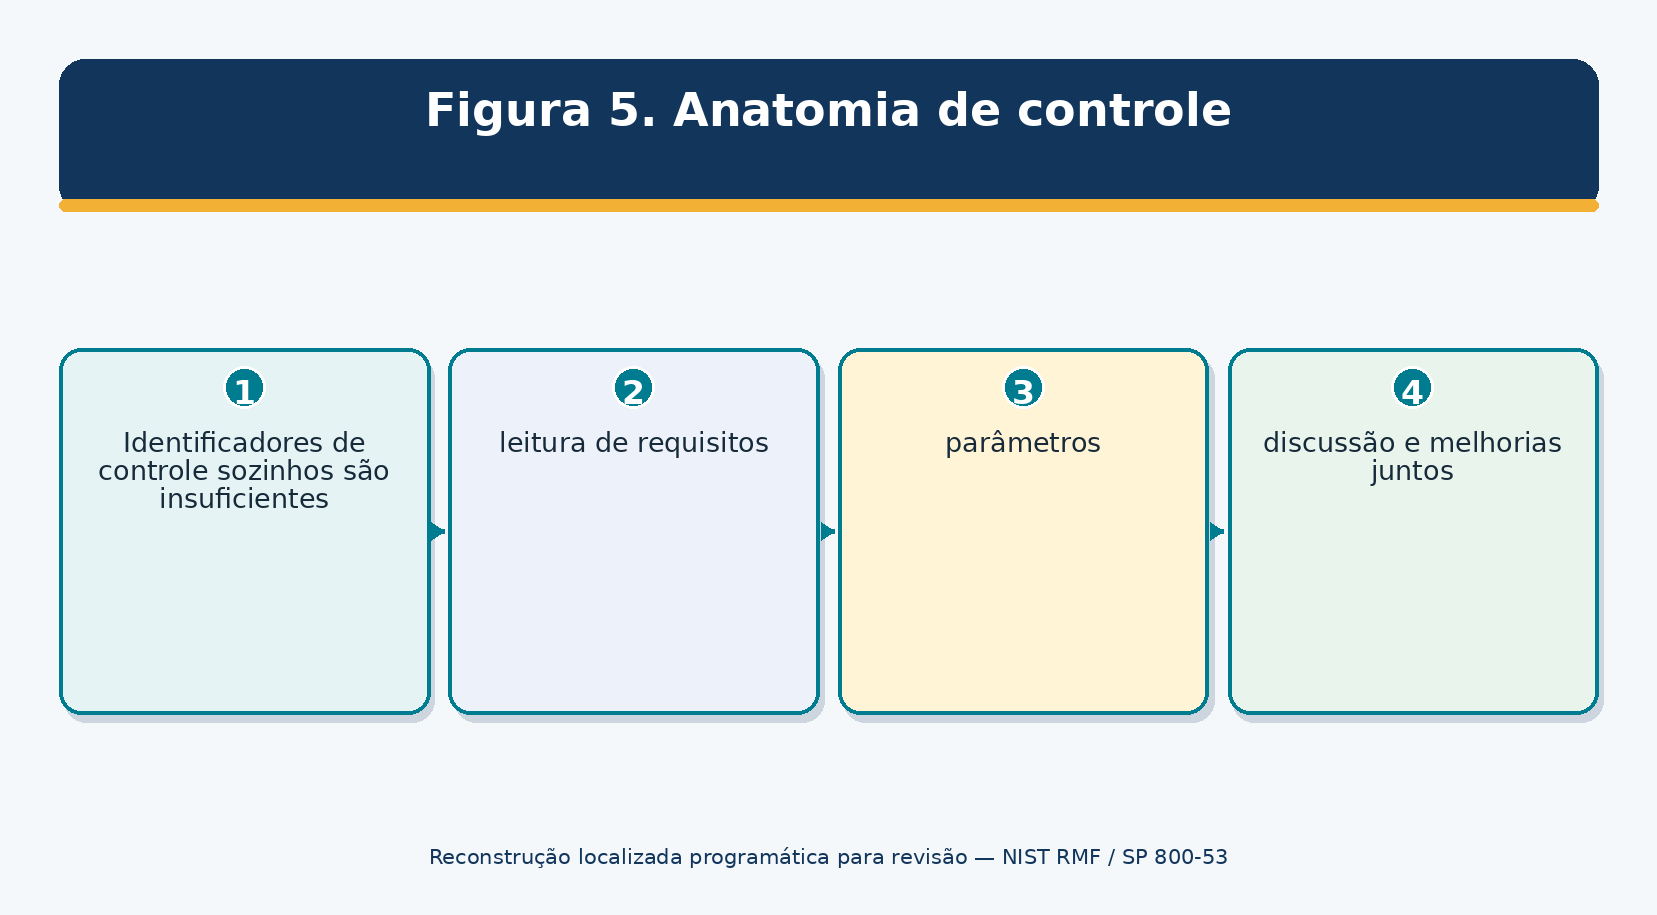 Figura 5. Anatomia de controle
1
Identificadores de
controle sozinhos são
insuficientes
2
leitura de requisitos
3
parâmetros
4
discussão e melhorias
juntos
Reconstrução localizada programática para revisão — NIST RMF / SP 800-53